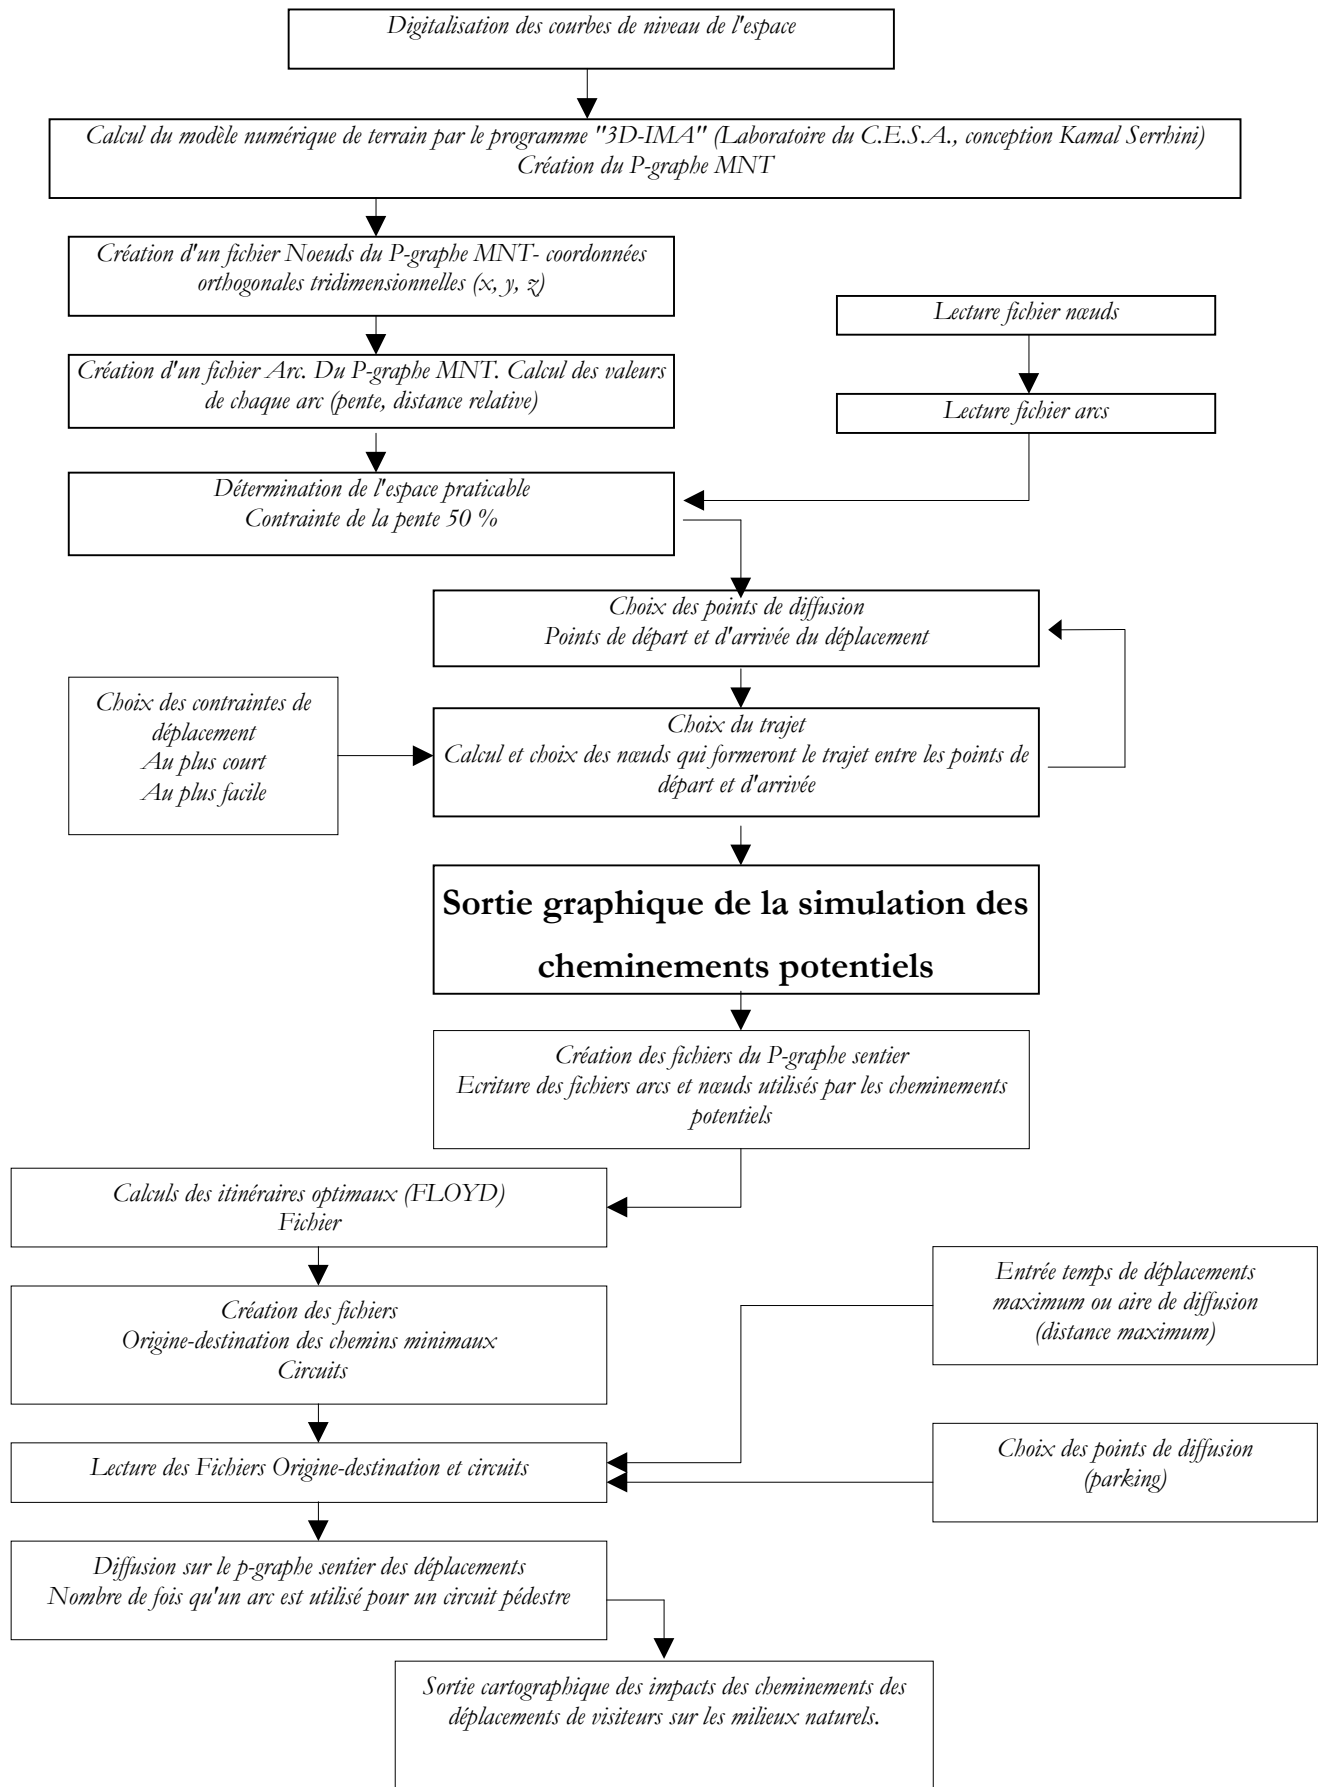 Digitalisation des courbes de niveau de l'espace
Calcul du modèle numérique de terrain par le programme "3D-IMA" (Laboratoire du C.E.S.A., conception Kamal Serrhini)
Création du P-graphe MNT
Création d'un fichier Noeuds du P-graphe MNT- coordonnées
orthogonales tridimensionnelles (x, y, z)
Lecture fichier nœuds
Création d'un fichier Arc. Du P-graphe MNT. Calcul des valeurs
de chaque arc (pente, distance relative)
Lecture fichier arcs
Détermination de l'espace praticable
Contrainte de la pente 50 %
Choix des points de diffusion
Points de départ et d'arrivée du déplacement
Choix des contraintes de
déplacement
Au plus court
Au plus facile
Choix du trajet
Calcul et choix des nœuds qui formeront le trajet entre les points de
départ et d'arrivée
Sortie graphique de la simulation des
cheminements potentiels
Création des fichiers du P-graphe sentier
Ecriture des fichiers arcs et nœuds utilisés par les cheminements
potentiels
Calculs des itinéraires optimaux (FLOYD)
Fichier
Entrée temps de déplacements
maximum ou aire de diffusion
(distance maximum)
Création des fichiers
Origine-destination des chemins minimaux
Circuits
Lecture des Fichiers Origine-destination et circuits
Choix des points de diffusion
(parking)
Diffusion sur le p-graphe sentier des déplacements
Nombre de fois qu'un arc est utilisé pour un circuit pédestre
Sortie cartographique des impacts des cheminements des
déplacements de visiteurs sur les milieux naturels.